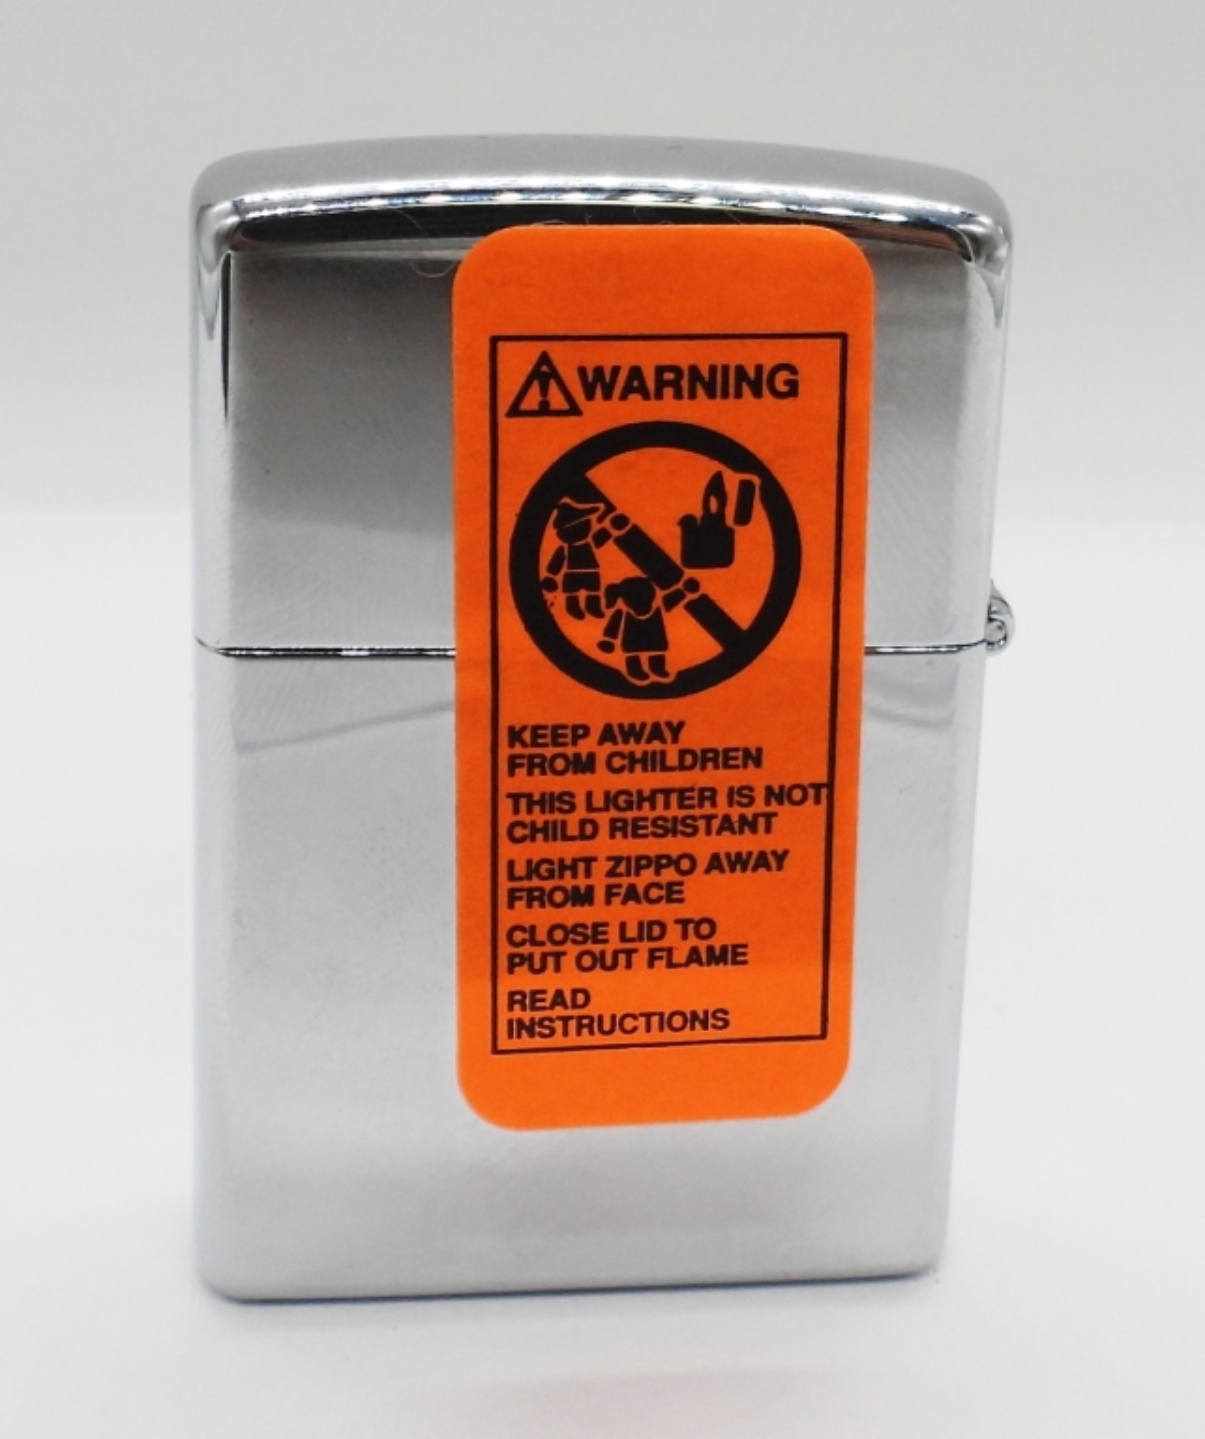 WARNING
KEEP AWAY
FROM CHILDREN
THIS LIGHTER IS NOT
CHILD RESISTANT
LIGHT ZIPPO AWAY
FROM FACE
CLOSE LID TO
PUT OUT FLAME
READ
INSTRUCTIONS